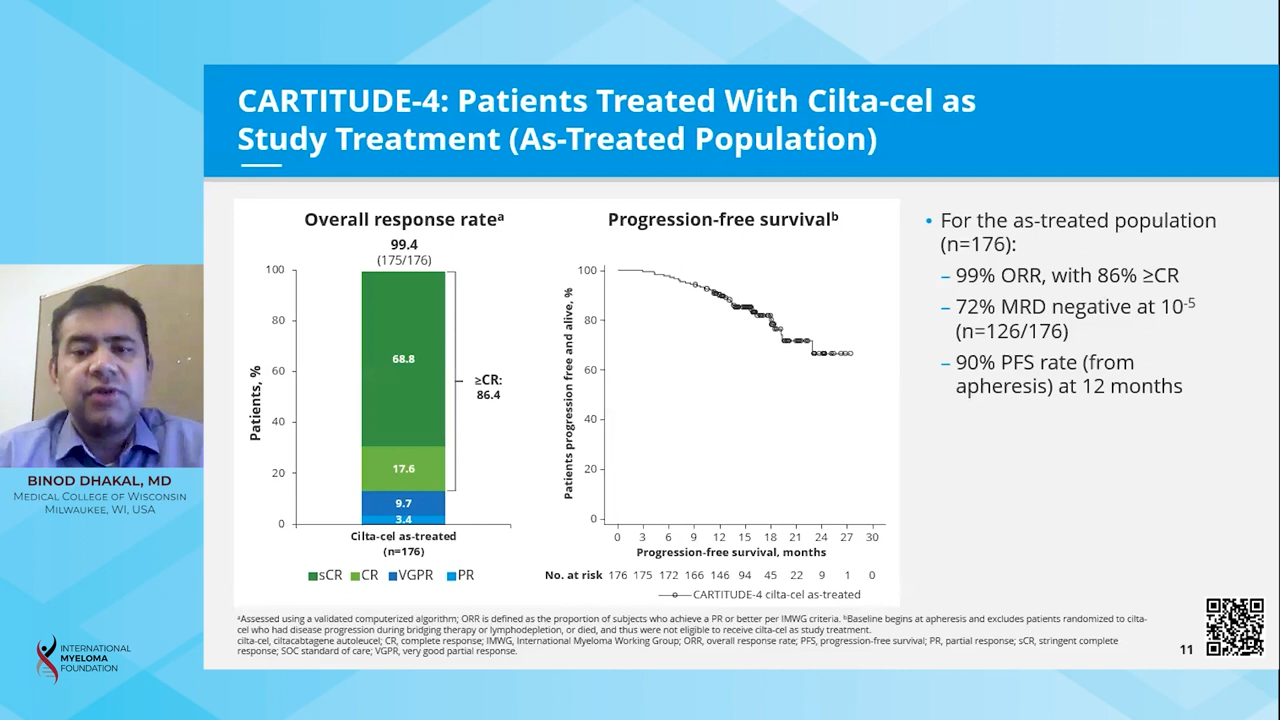 CARTITUDE-4: Patients Treated With Cilta-cel as
Study Treatment (As-Treated Population)
Overall response rateᵃ
99.4
(175/176)
100
80
60
40
20
0
Patients, %
68.8
17.6
9.7
3.4
≥CR:
86.4
Cilta-cel as-treated
(n=176)
sCR CR VGPR PR
Progression-free survivalᵇ
Patients progression free and alive, %
100
80
60
40
20
0
0 3 6 9 12 15 18 21 24 27 30
Progression-free survival, months
No. at risk 176 175 172 166 146 94 45 22 9 1 0
CARTITUDE-4 cilta-cel as-treated
• For the as-treated population
(n=176):
– 99% ORR, with 86% ≥CR
– 72% MRD negative at 10⁻⁵
(n=126/176)
– 90% PFS rate (from
apheresis) at 12 months
ᵃAssessed using a validated computerized algorithm; ORR is defined as the proportion of subjects who achieve a PR or better per IMWG criteria. ᵇBaseline begins at apheresis and excludes patients randomized to cilta-
cel who had disease progression during bridging therapy or lymphodepletion, or died, and thus were not eligible to receive cilta-cel as study treatment.
cilta-cel, ciltacabtagene autoleucel; CR, complete response; IMWG, International Myeloma Working Group; ORR, overall response rate; PFS, progression-free survival; PR, partial response; sCR, stringent complete
response; SOC standard of care; VGPR, very good partial response.
11
BINOD DHAKAL, MD
MEDICAL COLLEGE OF WISCONSIN
MILWAUKEE, WI, USA
INTERNATIONAL
MYELOMA
FOUNDATION